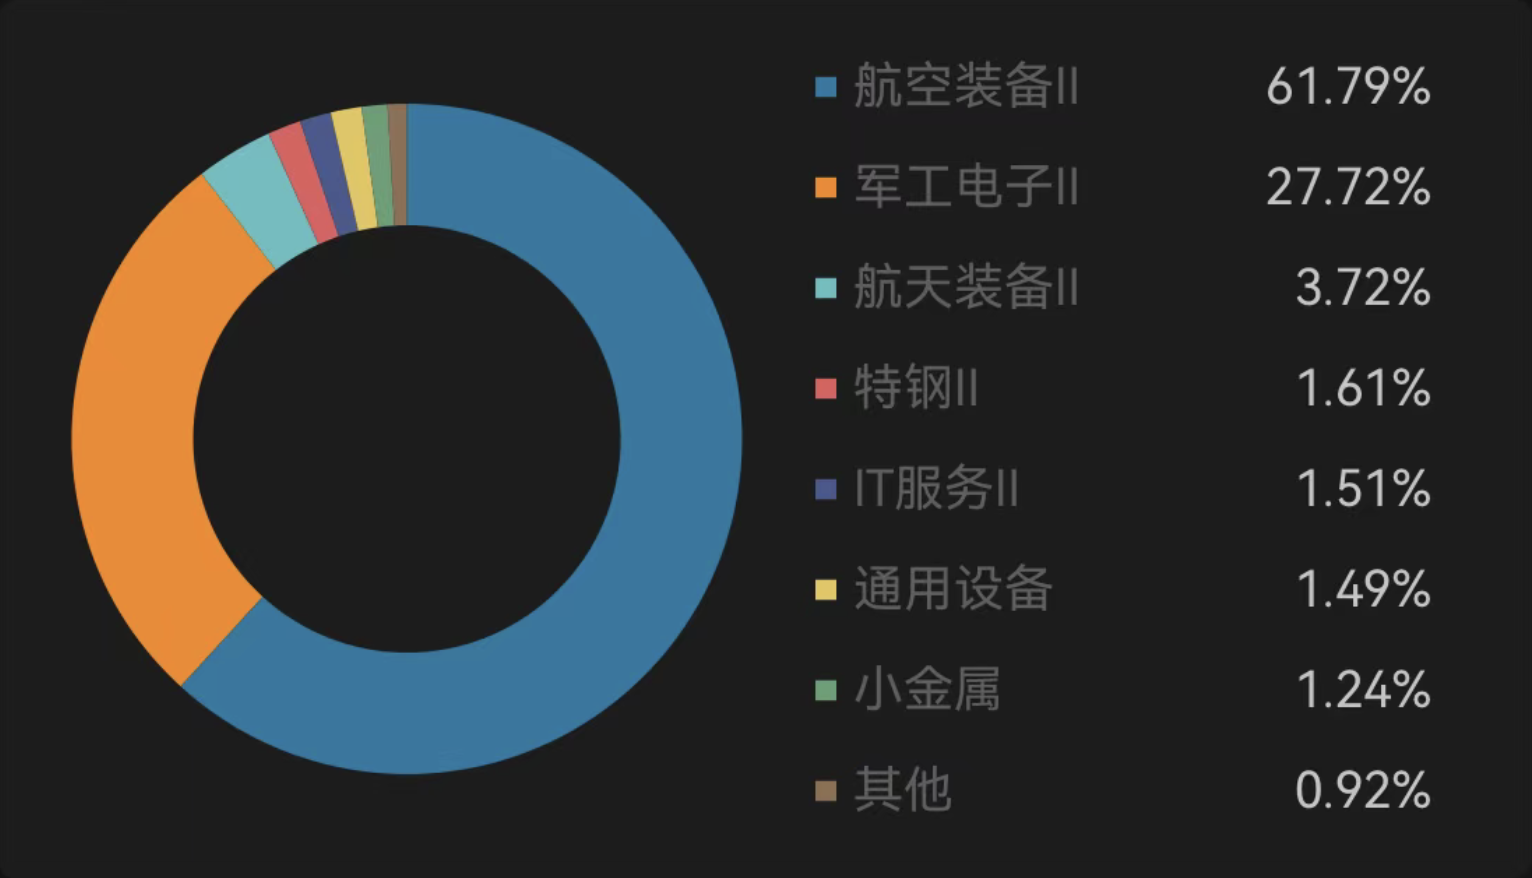 航空装备II 61.79%
军工电子II 27.72%
航天装备II 3.72%
特钢II 1.61%
IT服务II 1.51%
通用设备 1.49%
小金属 1.24%
其他 0.92%